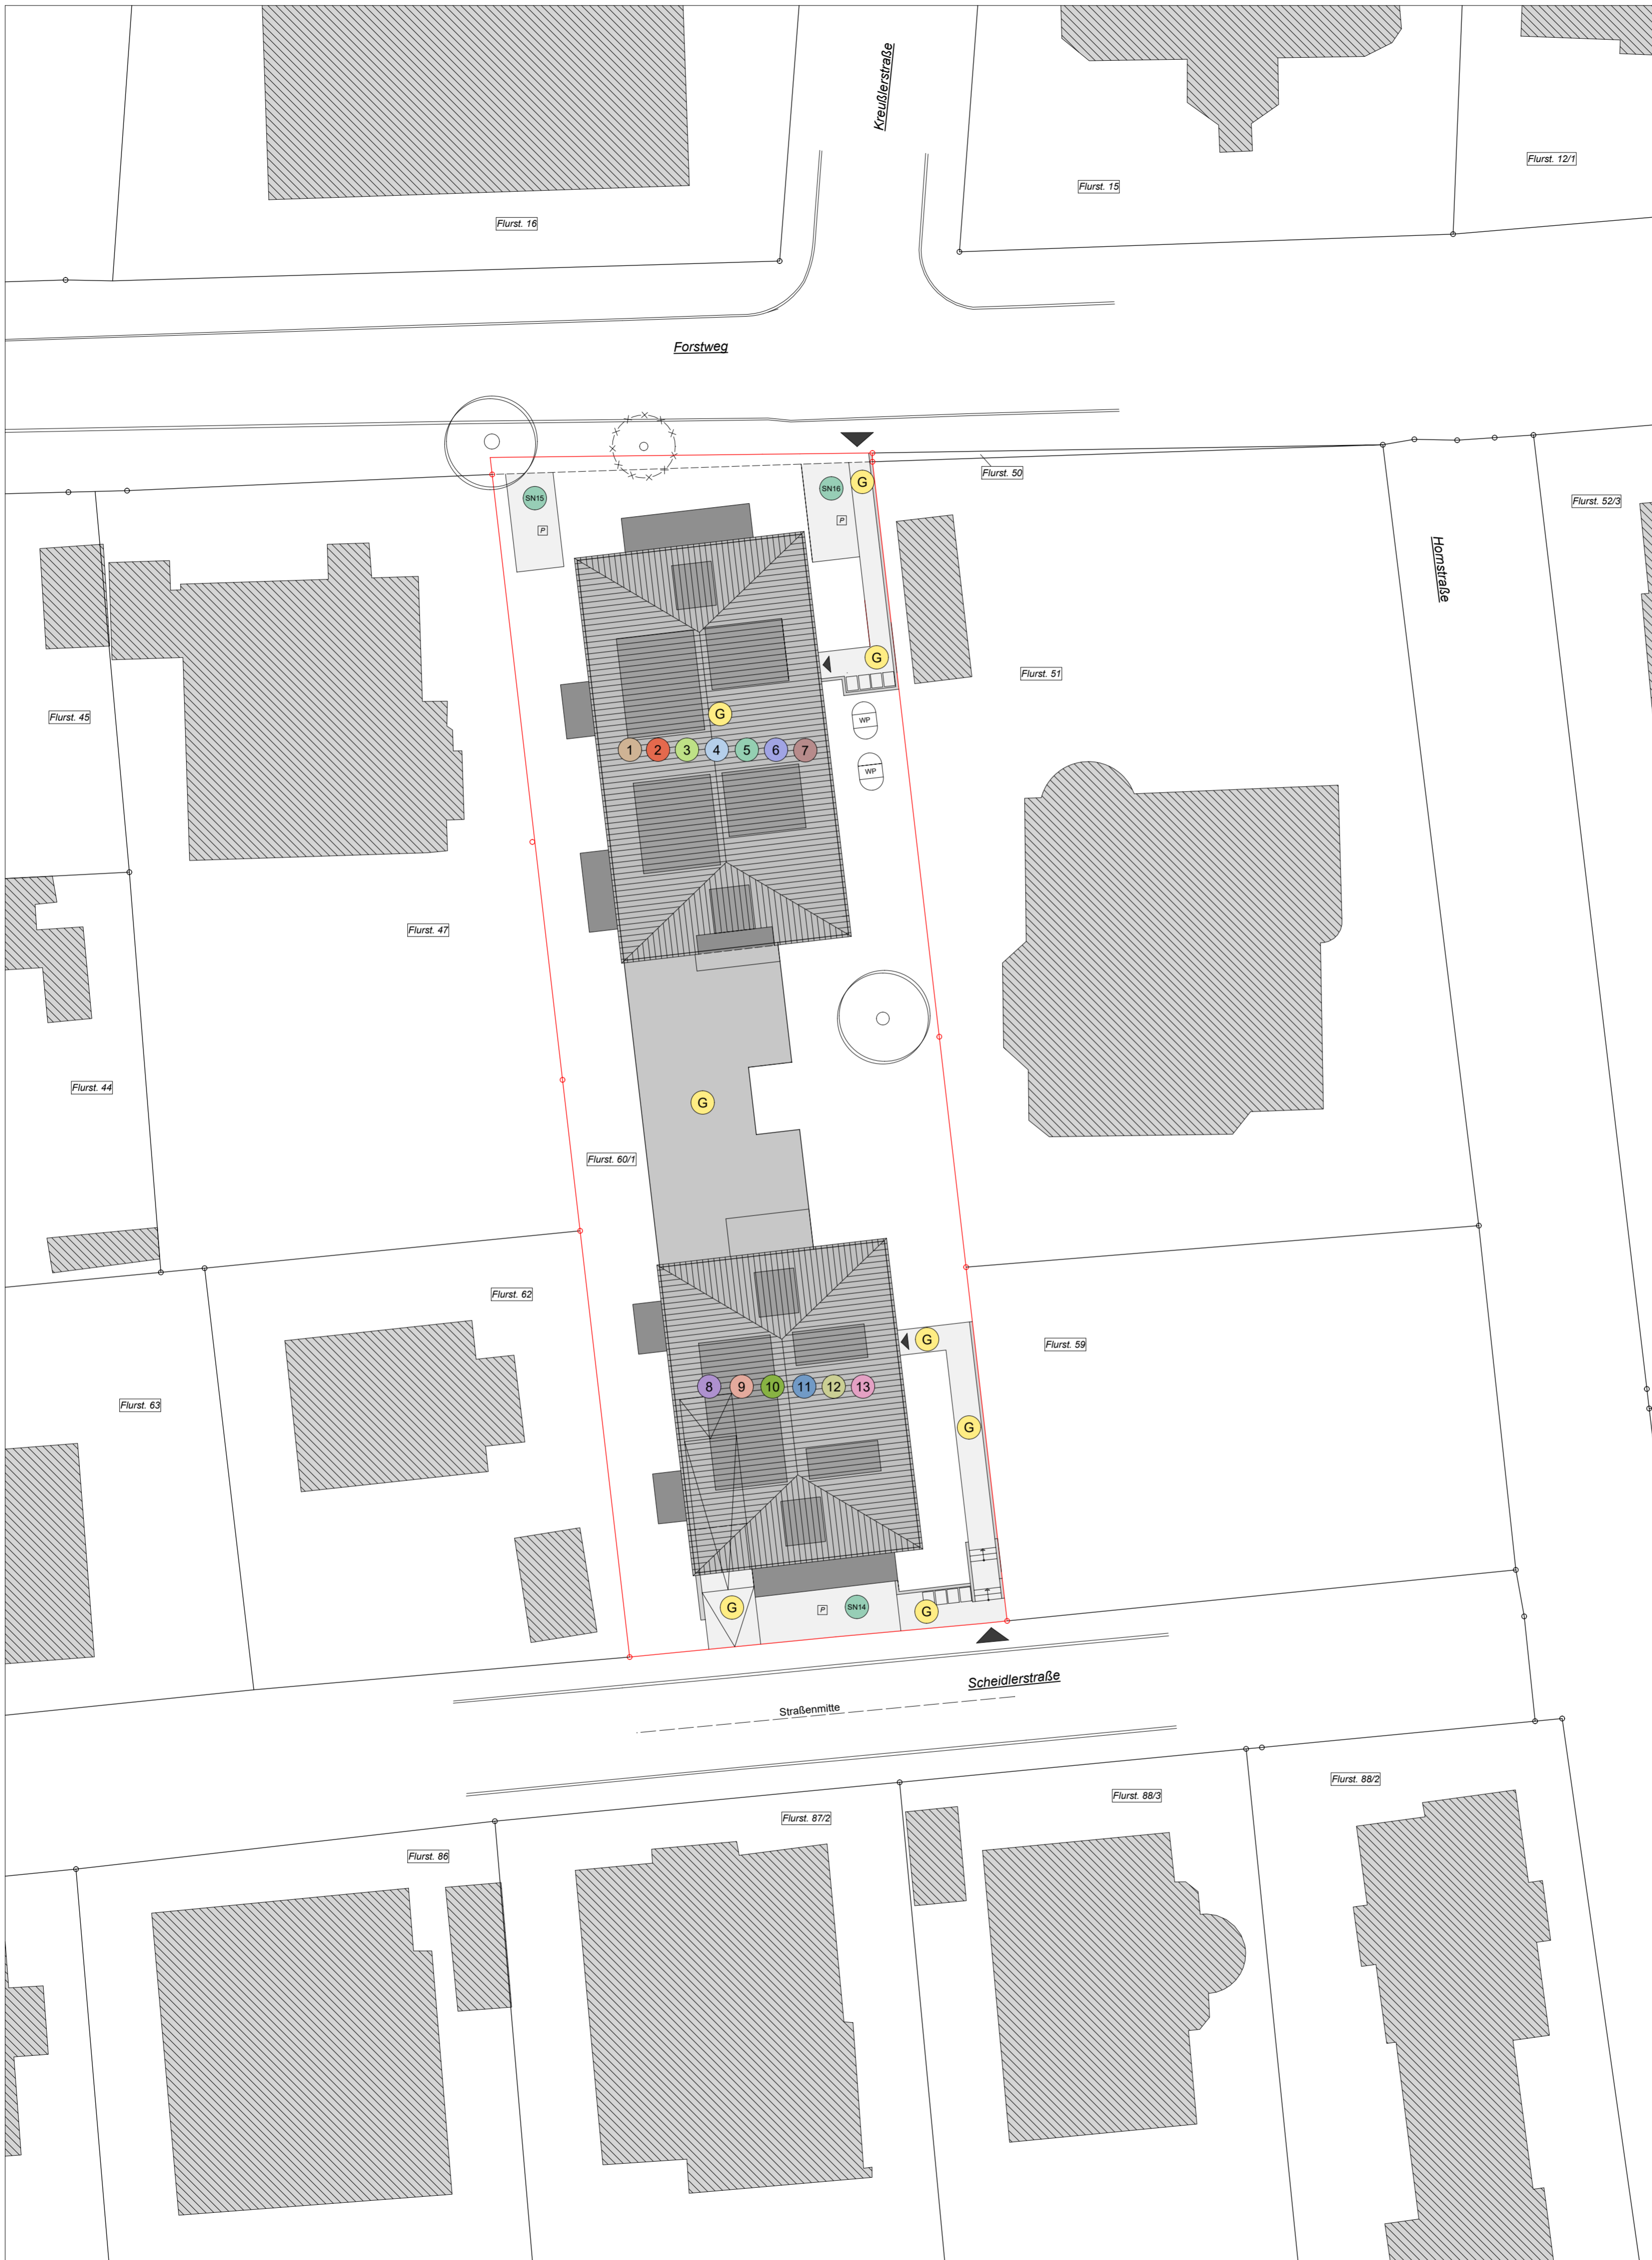 Kreußlerstraße
Flurst. 12/1
Flurst. 15
Flurst. 16
Forstweg
Flurst. 50
G
SN15
SN16
Flurst. 52/3
P
P
Hornstraße
G
Flurst. 51
Flurst. 45
G
WP
1 2 3 4 5 6 7
WP
Flurst. 47
Flurst. 44
G
Flurst. 60/1
Flurst. 62
G
Flurst. 59
8 9 10 11 12 13
Flurst. 63
G
G
P
SN14
G
Scheidlerstraße
Straßenmitte
Flurst. 88/2
Flurst. 88/3
Flurst. 87/2
Flurst. 86